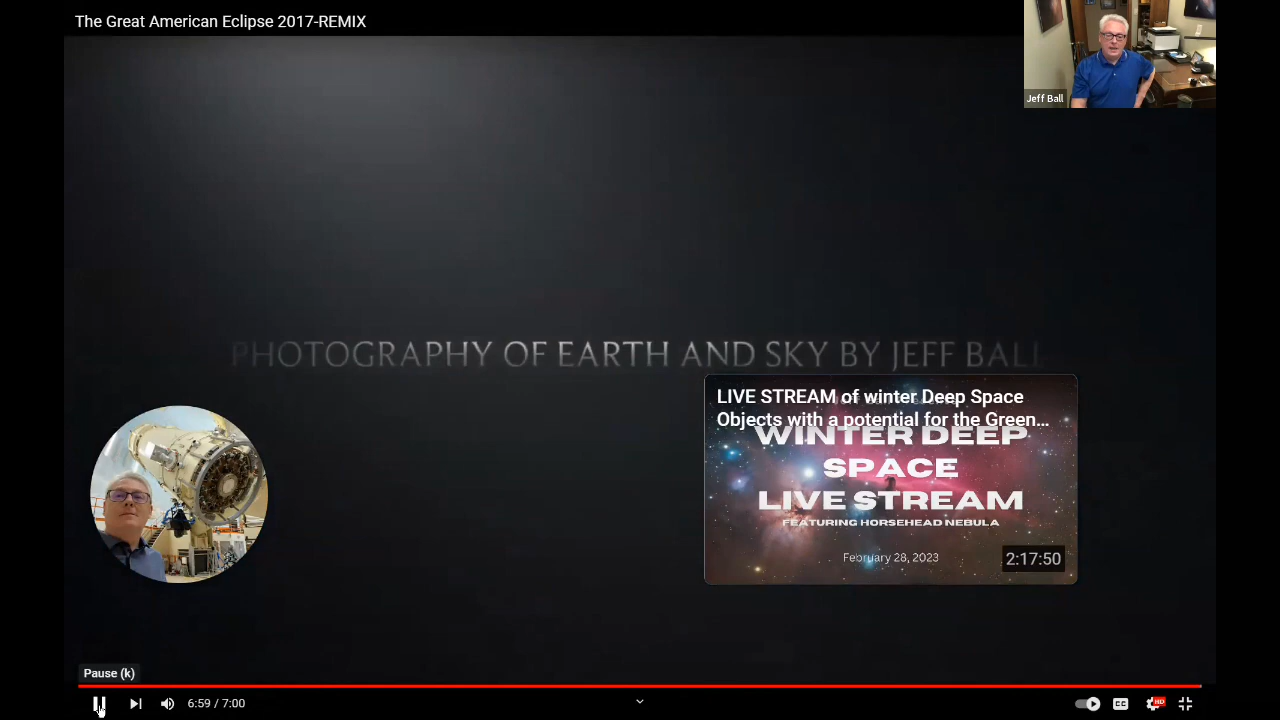 The Great American Eclipse 2017-REMIX
Jeff Ball
PHOTOGRAPHY OF EARTH AND SKY BY JEFF BALL
LIVE STREAM of winter Deep Space
Objects with a potential for the Green…
WINTER DEEP
SPACE
LIVE STREAM
FEATURING HORSEHEAD NEBULA
February 28, 2023
2:17:50
Pause (k)
6:59 / 7:00
CC
HD